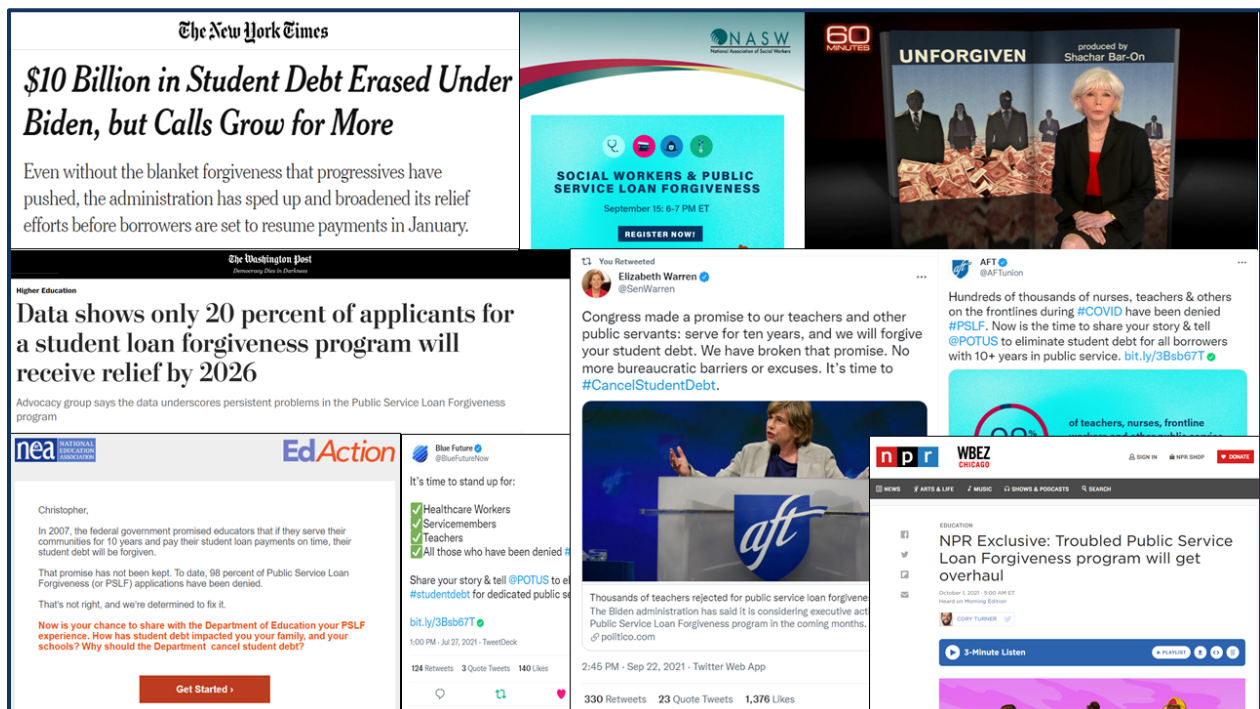 The New York Times
$10 Billion in Student Debt Erased Under
Biden, but Calls Grow for More
Even without the blanket forgiveness that progressives have
pushed, the administration has sped up and broadened its relief
efforts before borrowers are set to resume payments in January.
NASW
National Association of Social Workers
SOCIAL WORKERS & PUBLIC
SERVICE LOAN FORGIVENESS
September 15: 6-7 PM ET
REGISTER NOW!
60
MINUTES
UNFORGIVEN
produced by
Shachar Bar-On
The Washington Post
Democracy Dies in Darkness
Higher Education
Data shows only 20 percent of applicants for
a student loan forgiveness program will
receive relief by 2026
Advocacy group says the data underscores persistent problems in the Public Service Loan Forgiveness
program
You Retweeted
Elizabeth Warren
@SenWarren
Congress made a promise to our teachers and other
public servants: serve for ten years, and we will forgive
your student debt. We have broken that promise. No
more bureaucratic barriers or excuses. It's time to
#CancelStudentDebt.
aft
Thousands of teachers rejected for public service loan forgivene
The Biden administration has said it is considering executive acti
Public Service Loan Forgiveness program in the coming months.
politico.com
2:45 PM · Sep 22, 2021 · Twitter Web App
330 Retweets 23 Quote Tweets 1,376 Likes
aft
AFT
@AFTunion
Hundreds of thousands of nurses, teachers & others
on the frontlines during #COVID have been denied
#PSLF. Now is the time to share your story & tell
@POTUS to eliminate student debt for all borrowers
with 10+ years in public service. bit.ly/3Bsb67T
of teachers, nurses, frontline
nea NATIONAL
EDUCATION
ASSOCIATION
EdAction
Christopher,
In 2007, the federal government promised educators that if they serve their
communities for 10 years and pay their student loan payments on time, their
student debt will be forgiven.
That promise has not been kept. To date, 98 percent of Public Service Loan
Forgiveness (or PSLF) applications have been denied.
That's not right, and we're determined to fix it.
Now is your chance to share with the Department of Education your PSLF
experience. How has student debt impacted you your family, and your
schools? Why should the Department cancel student debt?
Get Started ›
Blue Future
@BlueFutureNow
It's time to stand up for:
Healthcare Workers
Servicemembers
Teachers
All those who have been denied #
Share your story & tell @POTUS to el
#studentdebt for dedicated public se
bit.ly/3Bsb67T
1:00 PM · Jul 27, 2021 · TweetDeck
124 Retweets 3 Quote Tweets 140 Likes
npr
WBEZ
CHICAGO
SIGN IN
NPR SHOP
DONATE
NEWS
ARTS & LIFE
MUSIC
SHOWS & PODCASTS
SEARCH
EDUCATION
NPR Exclusive: Troubled Public Service
Loan Forgiveness program will get
overhaul
October 1, 2021 · 5:00 AM ET
Heard on Morning Edition
CORY TURNER
3-Minute Listen
+ PLAYLIST